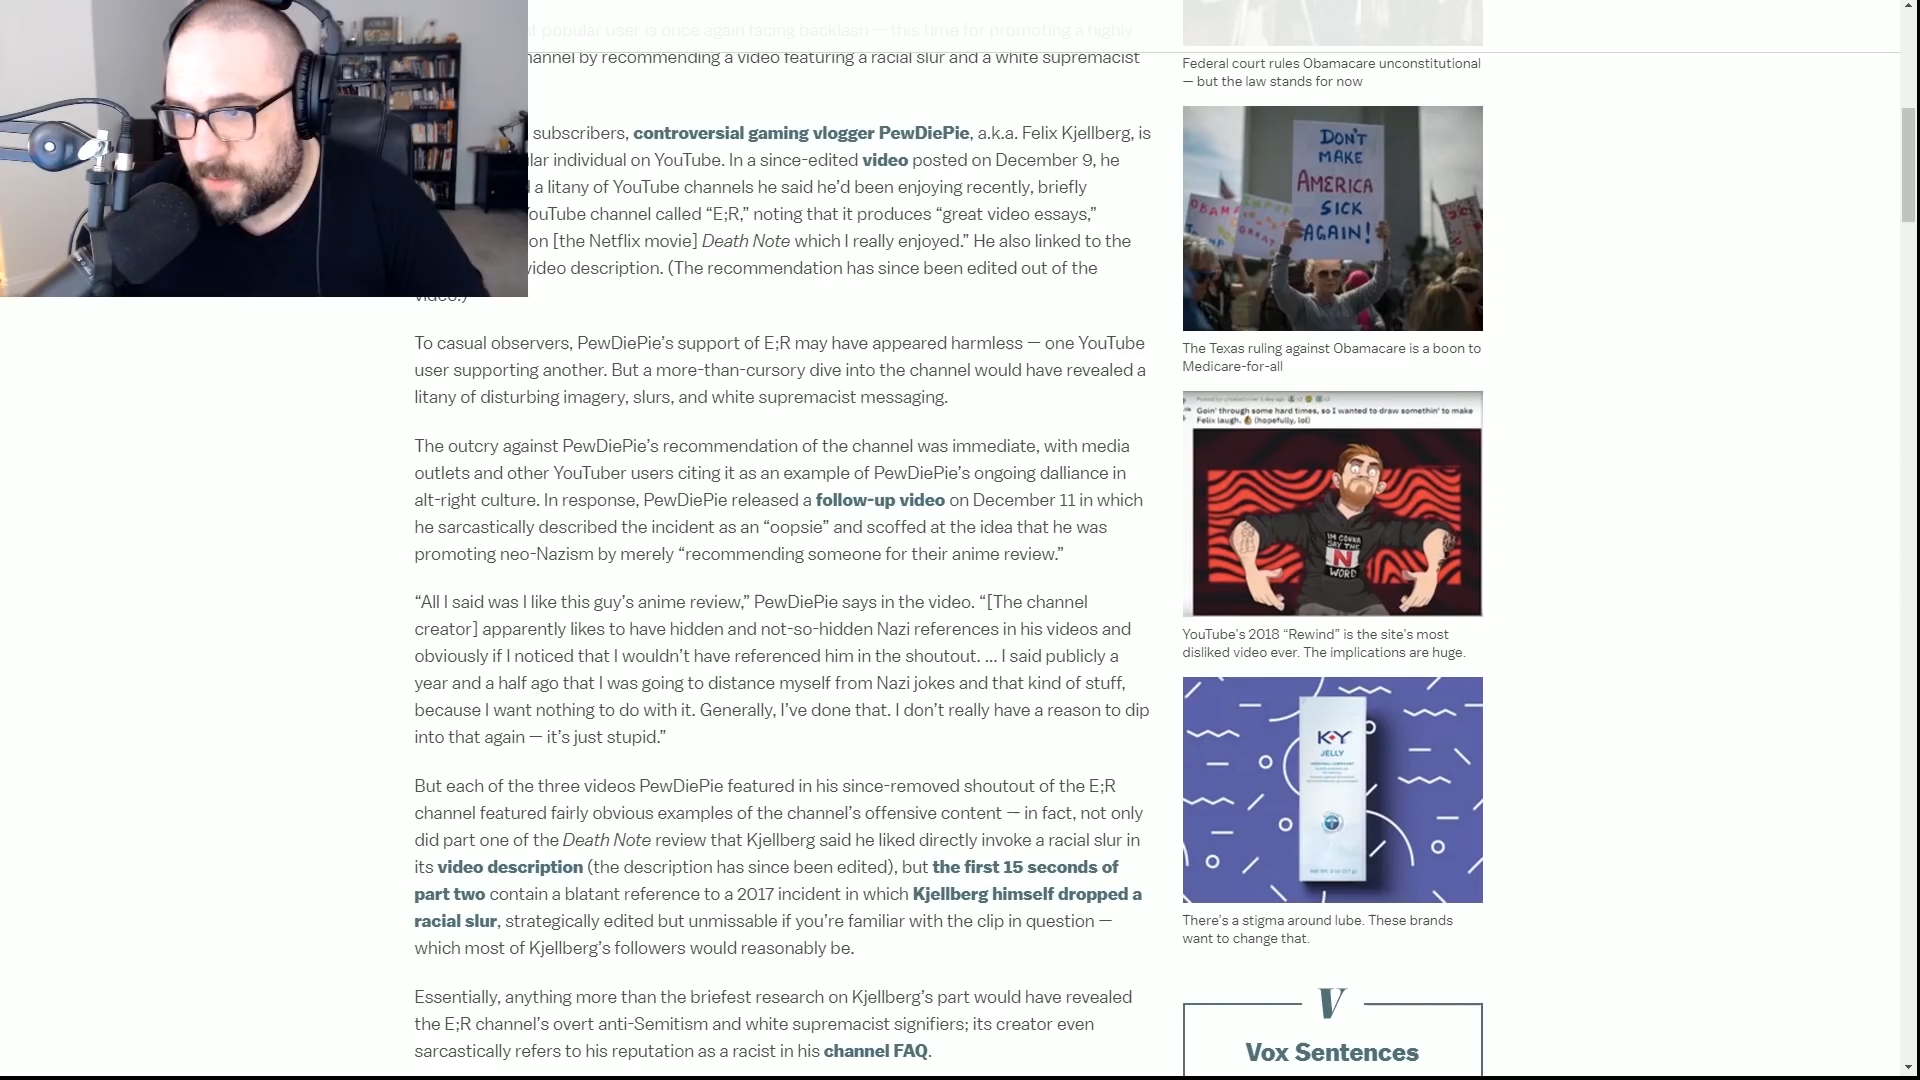 t popular user is once again facing backlash — this time for promoting a highly
hannel by recommending a video featuring a racial slur and a white supremacist
subscribers, controversial gaming vlogger PewDiePie, a.k.a. Felix Kjellberg, is
lar individual on YouTube. In a since-edited video posted on December 9, he
a litany of YouTube channels he said he’d been enjoying recently, briefly
ouTube channel called “E;R,” noting that it produces “great video essays,”
on [the Netflix movie] Death Note which I really enjoyed.” He also linked to the
video description. (The recommendation has since been edited out of the
video.)
To casual observers, PewDiePie’s support of E;R may have appeared harmless — one YouTube
user supporting another. But a more-than-cursory dive into the channel would have revealed a
litany of disturbing imagery, slurs, and white supremacist messaging.
The outcry against PewDiePie’s recommendation of the channel was immediate, with media
outlets and other YouTuber users citing it as an example of PewDiePie’s ongoing dalliance in
alt-right culture. In response, PewDiePie released a follow-up video on December 11 in which
he sarcastically described the incident as an “oopsie” and scoffed at the idea that he was
promoting neo-Nazism by merely “recommending someone for their anime review.”
“All I said was I like this guy’s anime review,” PewDiePie says in the video. “[The channel
creator] apparently likes to have hidden and not-so-hidden Nazi references in his videos and
obviously if I noticed that I wouldn’t have referenced him in the shoutout. ... I said publicly a
year and a half ago that I was going to distance myself from Nazi jokes and that kind of stuff,
because I want nothing to do with it. Generally, I’ve done that. I don’t really have a reason to dip
into that again — it’s just stupid.”
But each of the three videos PewDiePie featured in his since-removed shoutout of the E;R
channel featured fairly obvious examples of the channel’s offensive content — in fact, not only
did part one of the Death Note review that Kjellberg said he liked directly invoke a racial slur in
its video description (the description has since been edited), but the first 15 seconds of
part two contain a blatant reference to a 2017 incident in which Kjellberg himself dropped a
racial slur, strategically edited but unmissable if you’re familiar with the clip in question —
which most of Kjellberg’s followers would reasonably be.
Essentially, anything more than the briefest research on Kjellberg’s part would have revealed
the E;R channel’s overt anti-Semitism and white supremacist signifiers; its creator even
sarcastically refers to his reputation as a racist in his channel FAQ.
Federal court rules Obamacare unconstitutional
— but the law stands for now
DON'T
MAKE
AMERICA
SICK
AGAIN!
The Texas ruling against Obamacare is a boon to
Medicare-for-all
Goin' through some hard times, so I wanted to draw somethin' to make
Felix laugh. (hopefully, lol)
IM GONNA
SAY THE
N
WORD
YouTube’s 2018 “Rewind” is the site’s most
disliked video ever. The implications are huge.
K-Y
JELLY
There’s a stigma around lube. These brands
want to change that.
V
Vox Sentences